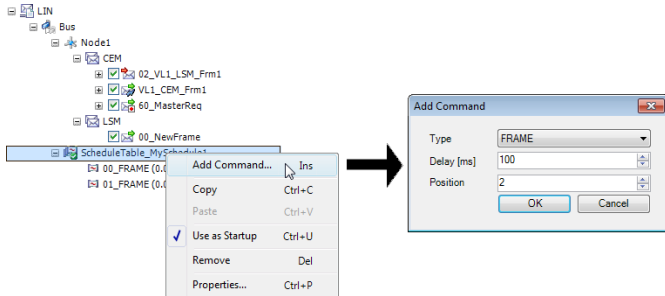 LIN
Bus
Node1
CEM
02_VL1_LSM_Frm1
VL1_CEM_Frm1
60_MasterReq
LSM
00_NewFrame
ScheduleTable_MySchedule1
00_FRAME (0.0
01_FRAME (0.0
Add Command... Ins
Copy Ctrl+C
Paste Ctrl+V
Use as Startup Ctrl+U
Remove Del
Properties... Ctrl+P
Add Command
Type FRAME
Delay [ms] 100
Position 2
OK Cancel